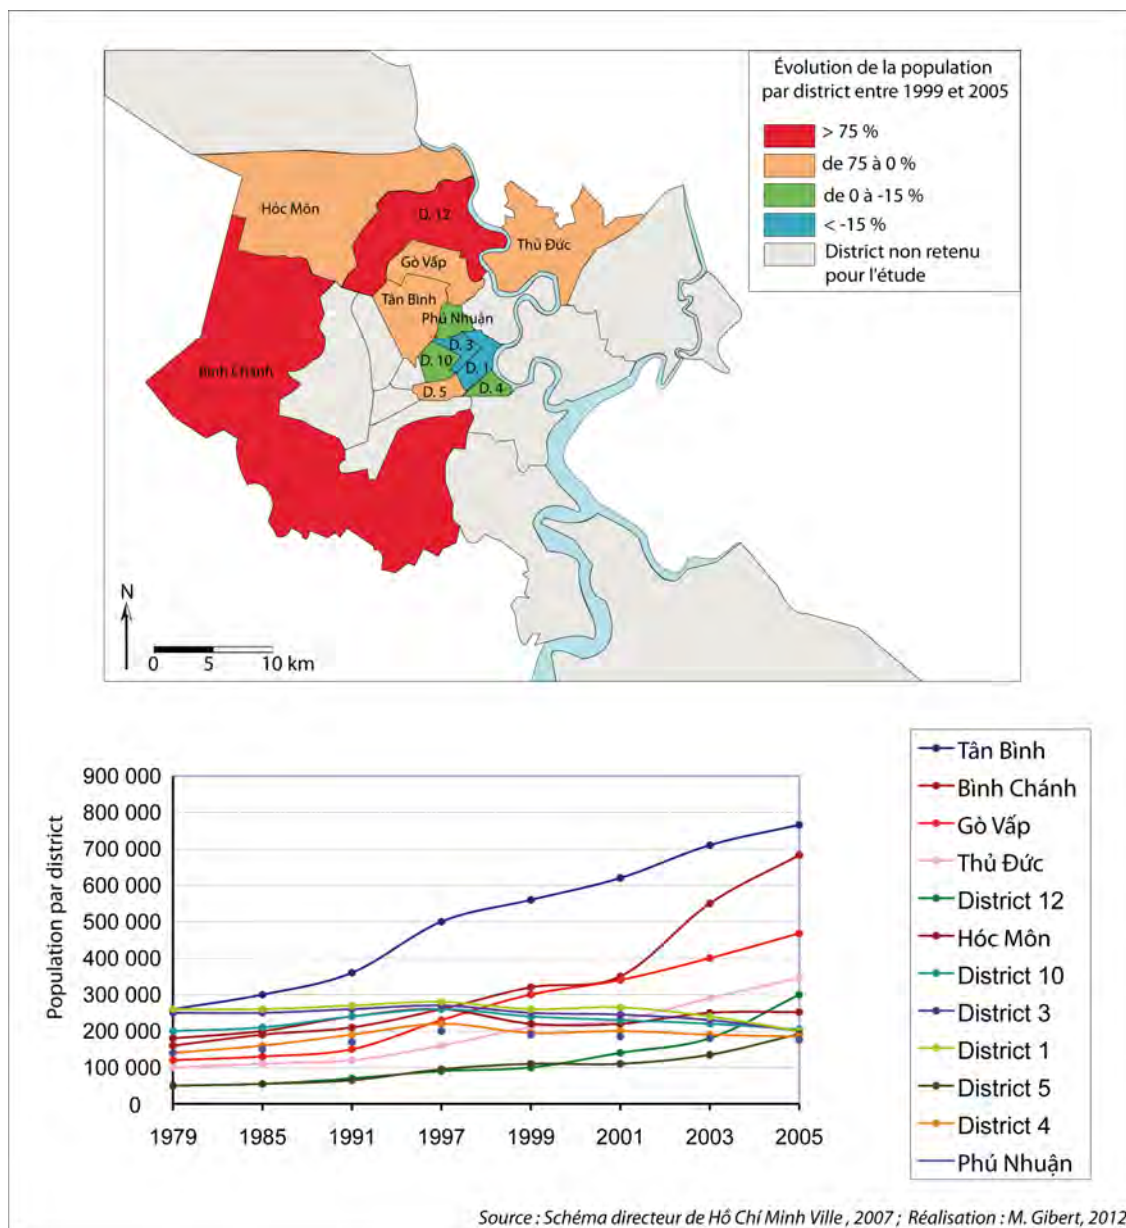 Évolution de la population
par district entre 1999 et 2005
> 75 %
de 75 à 0 %
de 0 à -15 %
< -15 %
District non retenu
pour l'étude
Hóc Môn
D. 12
Thủ Đức
Gò Vấp
Tân Bình
Phú Nhuận
D. 3
D. 10
D. 1
Bình Chánh
D. 5
D. 4
N
0 5 10 km
Population par district
900 000
800 000
700 000
600 000
500 000
400 000
300 000
200 000
100 000
0
1979 1985 1991 1997 1999 2001 2003 2005
Tân Bình
Bình Chánh
Gò Vấp
Thủ Đức
District 12
Hóc Môn
District 10
District 3
District 1
District 5
District 4
Phú Nhuận
Source : Schéma directeur de Hô Chí Minh Ville , 2007 ; Réalisation : M. Gibert, 2012